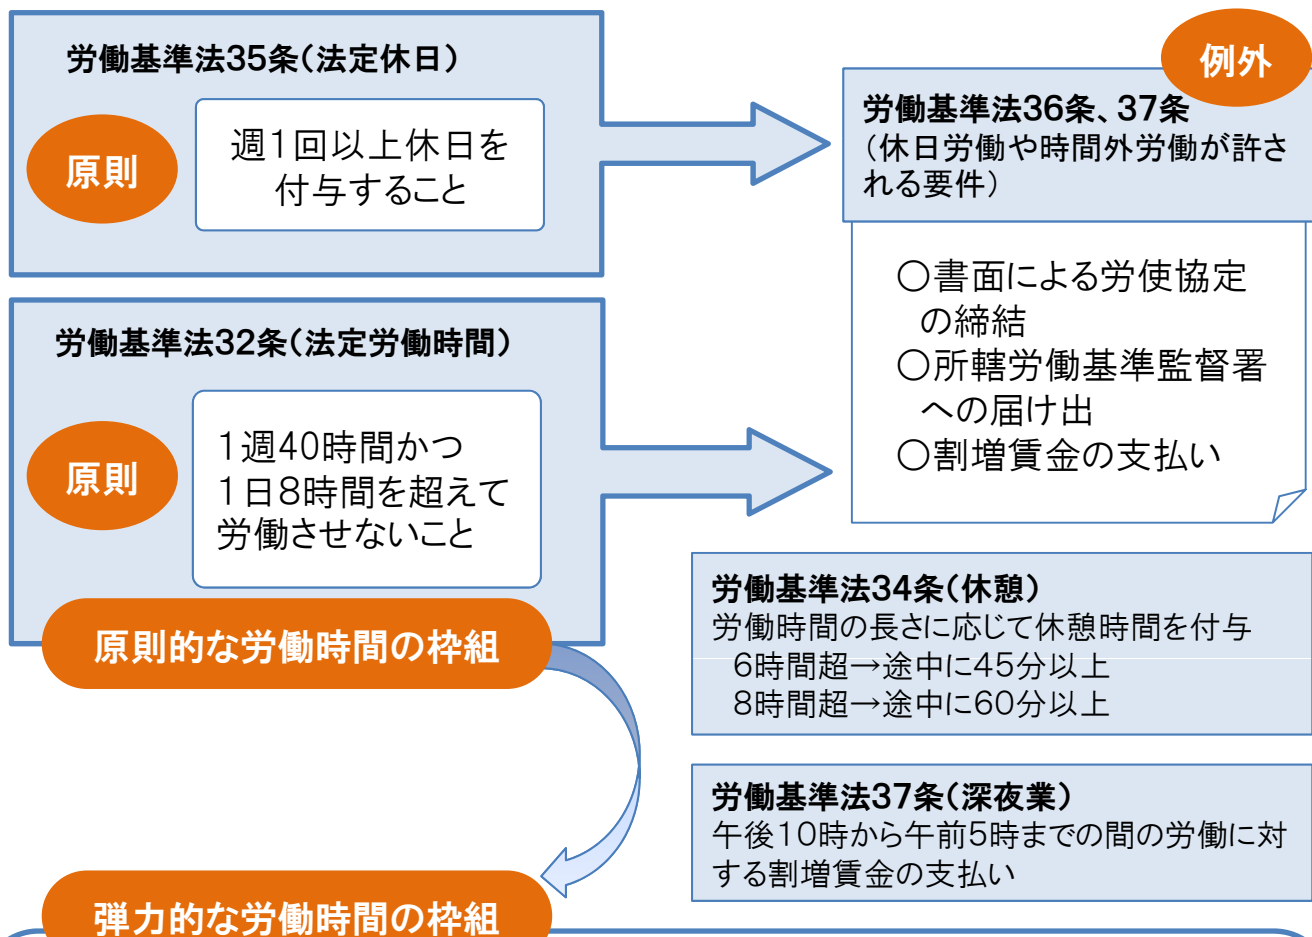 労働基準法35条（法定休日）
原則
週１回以上休日を
付与すること
例外
労働基準法36条、37条
（休日労働や時間外労働が許さ
れる要件）
○書面による労使協定
の締結
○所轄労働基準監督署
への届け出
○割増賃金の支払い
労働基準法32条（法定労働時間）
原則
１週40時間かつ
１日８時間を超えて
労働させないこと
原則的な労働時間の枠組
労働基準法34条（休憩）
労働時間の長さに応じて休憩時間を付与
６時間超→途中に45分以上
８時間超→途中に60分以上
労働基準法37条（深夜業）
午後10時から午前5時までの間の労働に対
する割増賃金の支払い
弾力的な労働時間の枠組